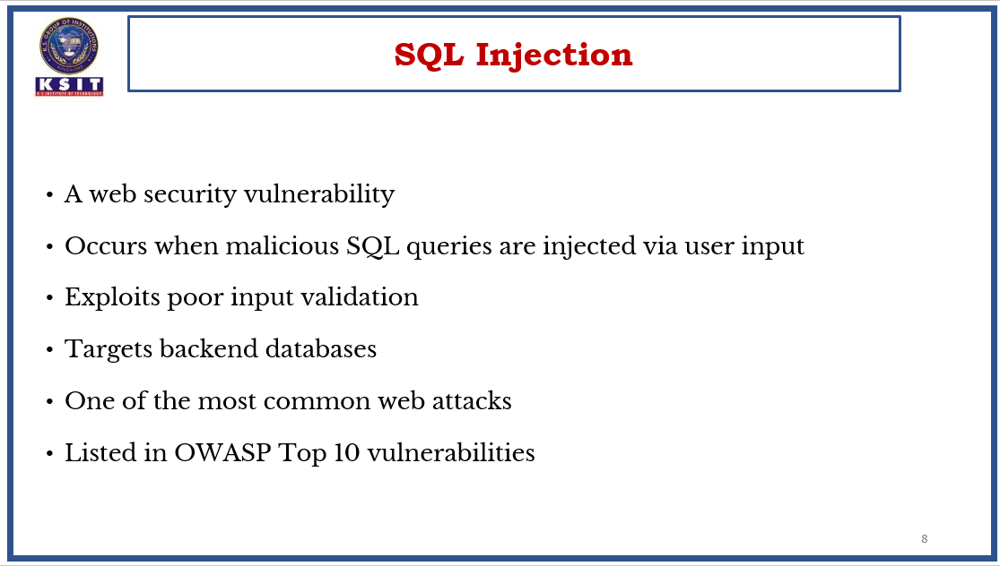 K.S. GROUP OF INSTITUTIONS
BANGALORE
KSIT
K S INSTITUTE OF TECHNOLOGY
SQL Injection
• A web security vulnerability
• Occurs when malicious SQL queries are injected via user input
• Exploits poor input validation
• Targets backend databases
• One of the most common web attacks
• Listed in OWASP Top 10 vulnerabilities
8